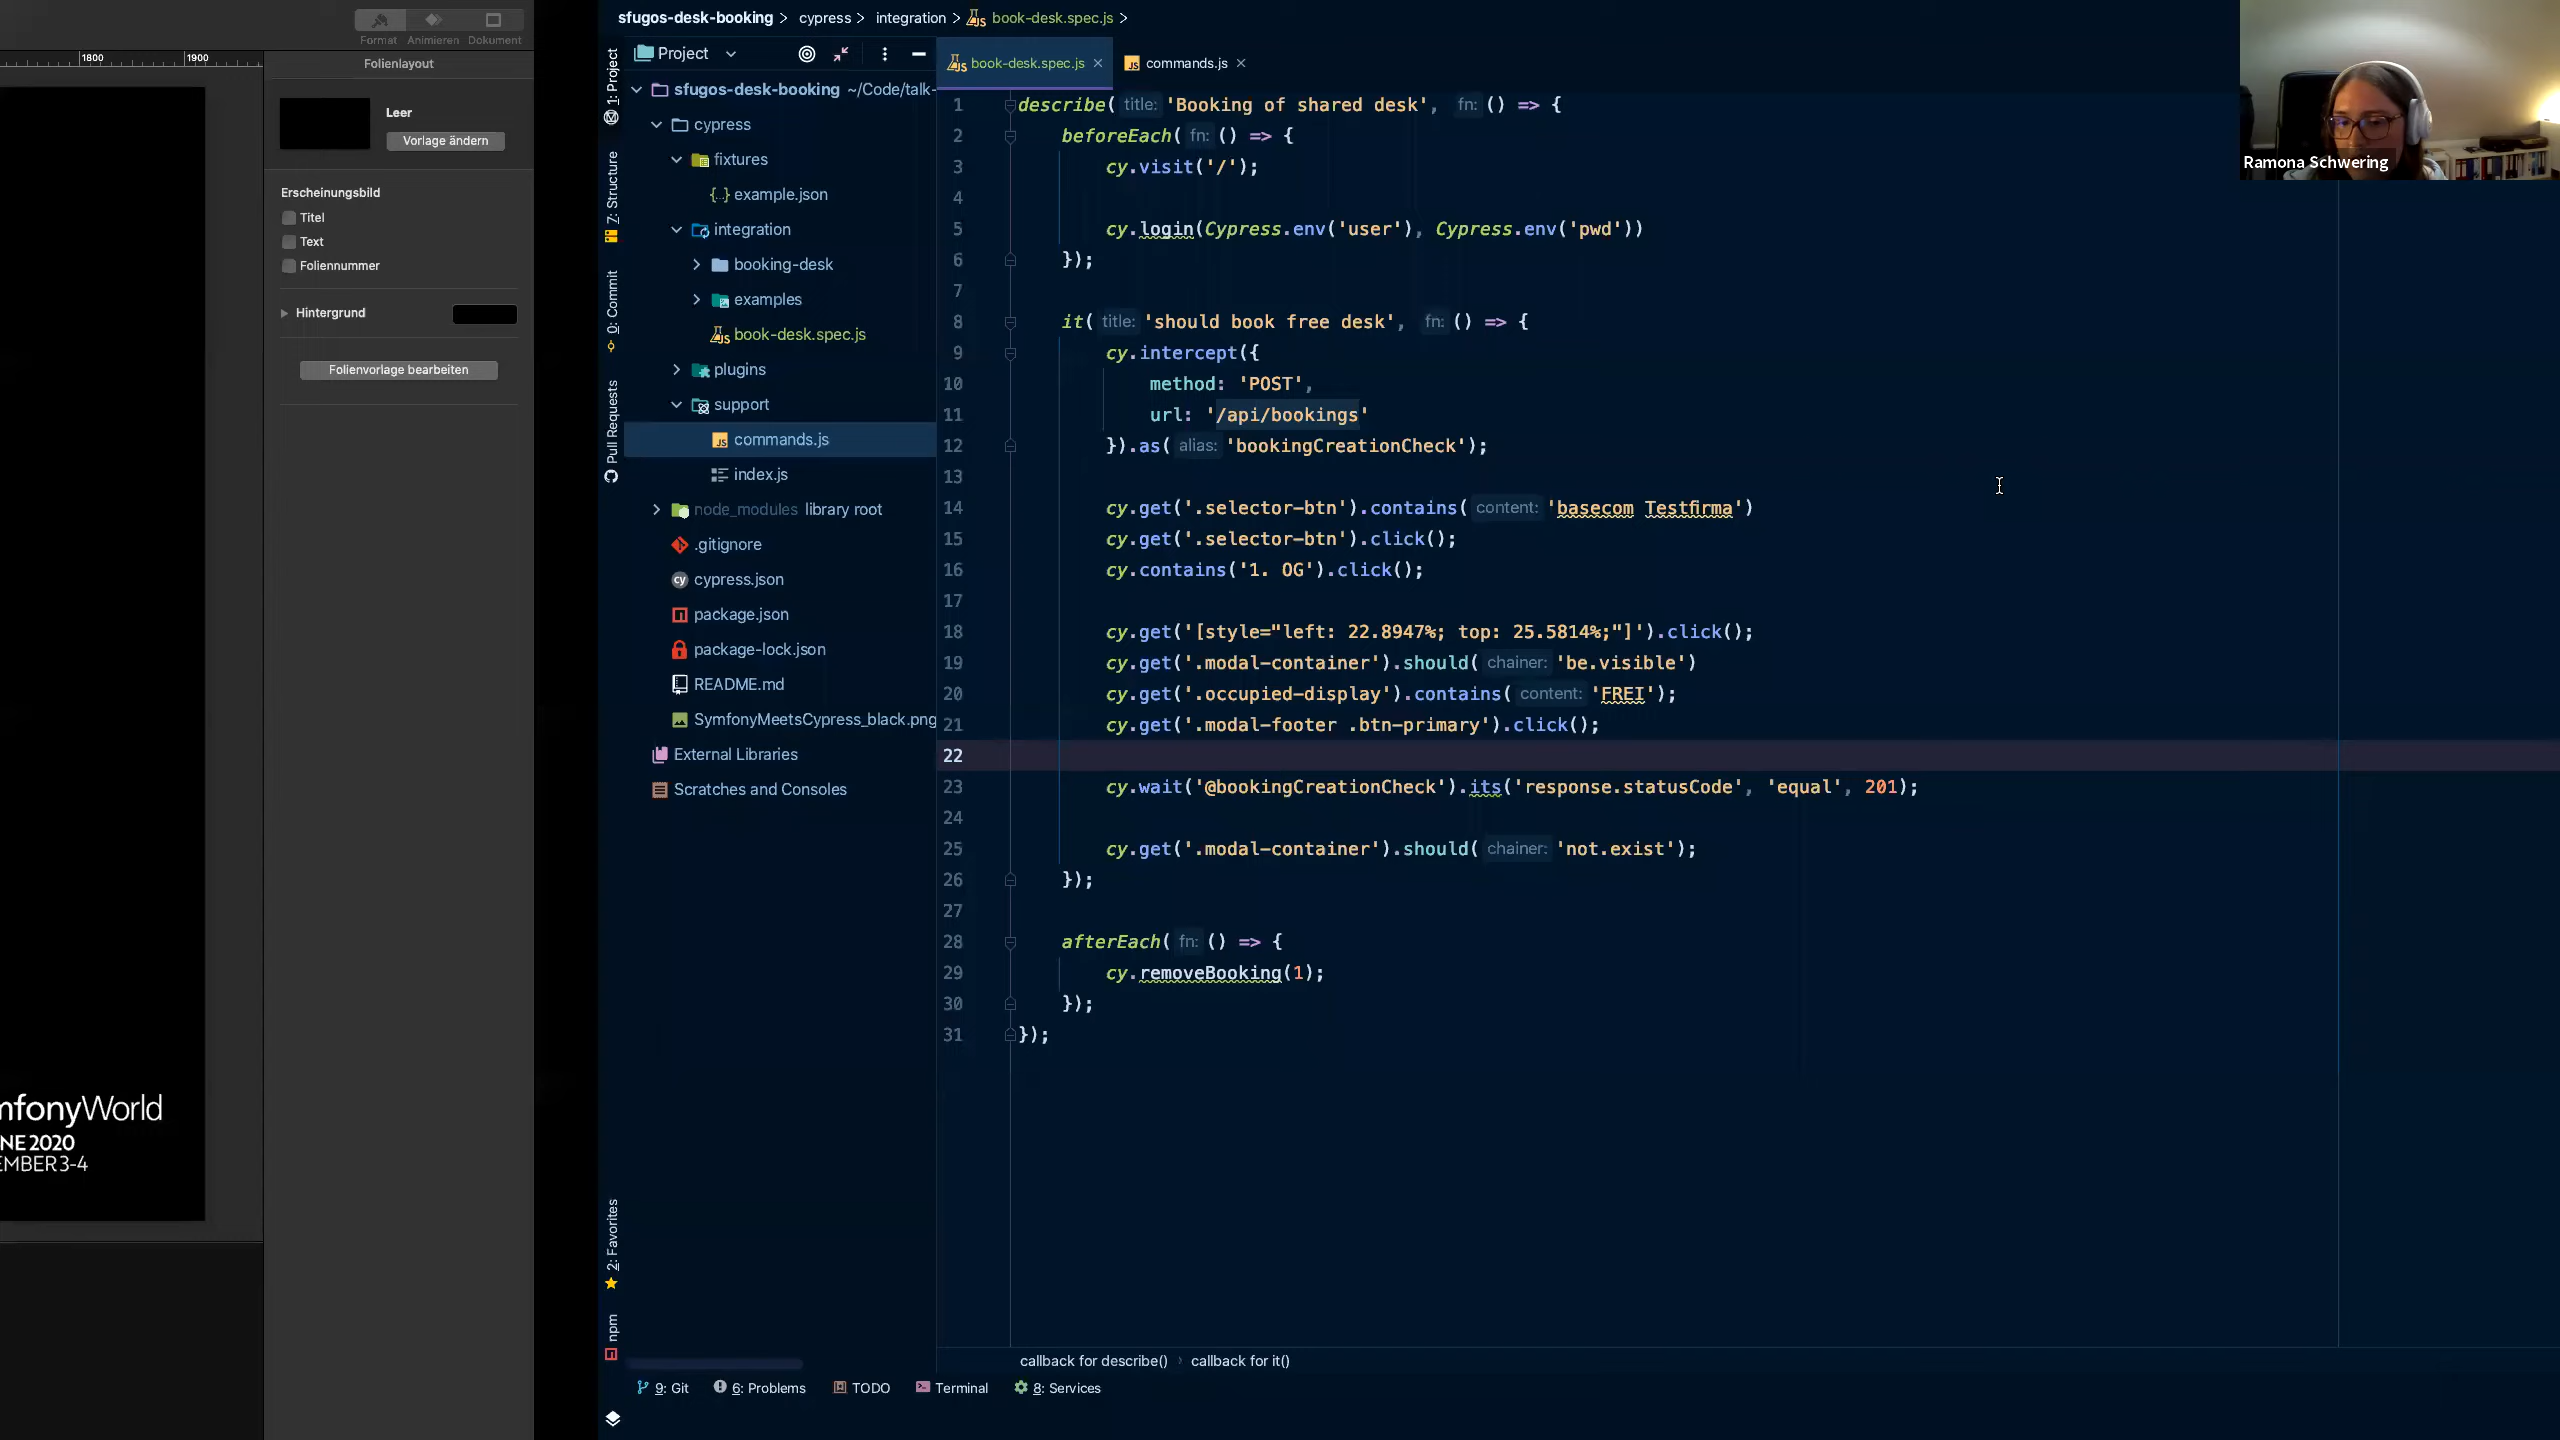 Format Animieren Dokument
1800 1900
Folienlayout
Leer
Vorlage ändern
Erscheinungsbild
Titel
Text
Foliennummer
Hintergrund
Folienvorlage bearbeiten
mfonyWorld
NE 2020
EMBER 3-4
sfugos-desk-booking > cypress > integration > book-desk.spec.js >
1: Project
7: Structure
0: Commit
Pull Requests
2: Favorites
npm
Project
sfugos-desk-booking ~/Code/talk-
cypress
fixtures
example.json
integration
booking-desk
examples
book-desk.spec.js
plugins
support
commands.js
index.js
node_modules library root
.gitignore
cypress.json
package.json
package-lock.json
README.md
SymfonyMeetsCypress_black.png
External Libraries
Scratches and Consoles
book-desk.spec.js × commands.js ×
1 describe( title: 'Booking of shared desk', fn: () => {
2 beforeEach( fn: () => {
3 cy.visit('/');
4
5 cy.login(Cypress.env('user'), Cypress.env('pwd'))
6 });
7
8 it( title: 'should book free desk', fn: () => {
9 cy.intercept({
10 method: 'POST',
11 url: '/api/bookings'
12 }).as( alias: 'bookingCreationCheck');
13
14 cy.get('.selector-btn').contains( content: 'basecom Testfirma')
15 cy.get('.selector-btn').click();
16 cy.contains('1. OG').click();
17
18 cy.get('[style="left: 22.8947%; top: 25.5814%;"]').click();
19 cy.get('.modal-container').should( chainer: 'be.visible')
20 cy.get('.occupied-display').contains( content: 'FREI');
21 cy.get('.modal-footer .btn-primary').click();
22
23 cy.wait('@bookingCreationCheck').its('response.statusCode', 'equal', 201);
24
25 cy.get('.modal-container').should( chainer: 'not.exist');
26 });
27
28 afterEach( fn: () => {
29 cy.removeBooking(1);
30 });
31 });
callback for describe() › callback for it()
9: Git 6: Problems TODO Terminal 8: Services
Ramona Schwering